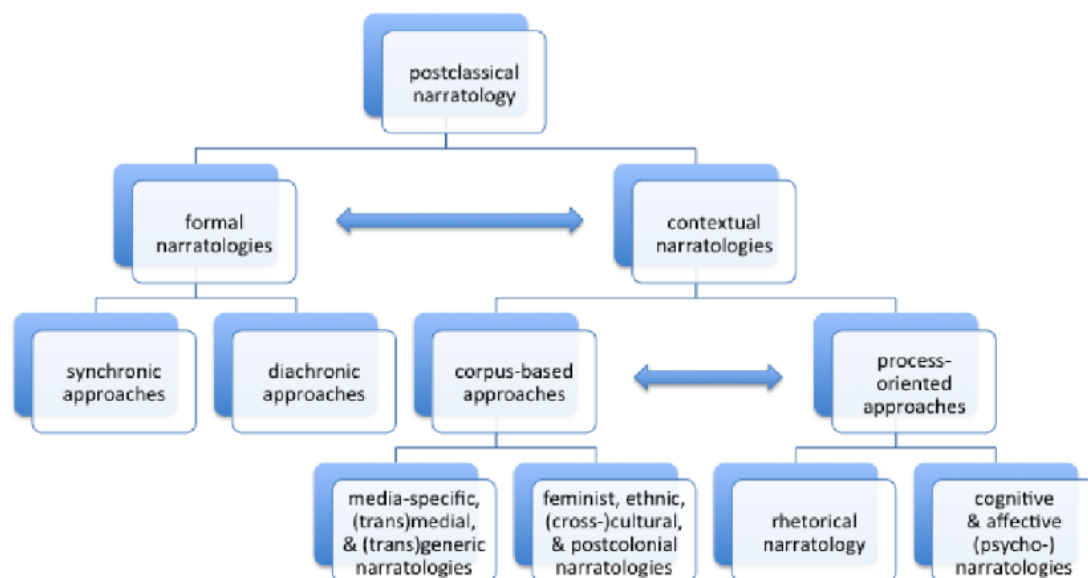 postclassical
narratology
formal
narratologies
contextual
narratologies
synchronic
approaches
diachronic
approaches
corpus-based
approaches
process-
oriented
approaches
media-specific,
(trans)medial,
& (trans)generic
narratologies
feminist, ethnic,
(cross-)cultural,
& postcolonial
narratologies
rhetorical
narratology
cognitive
& affective
(psycho-)
narratologies